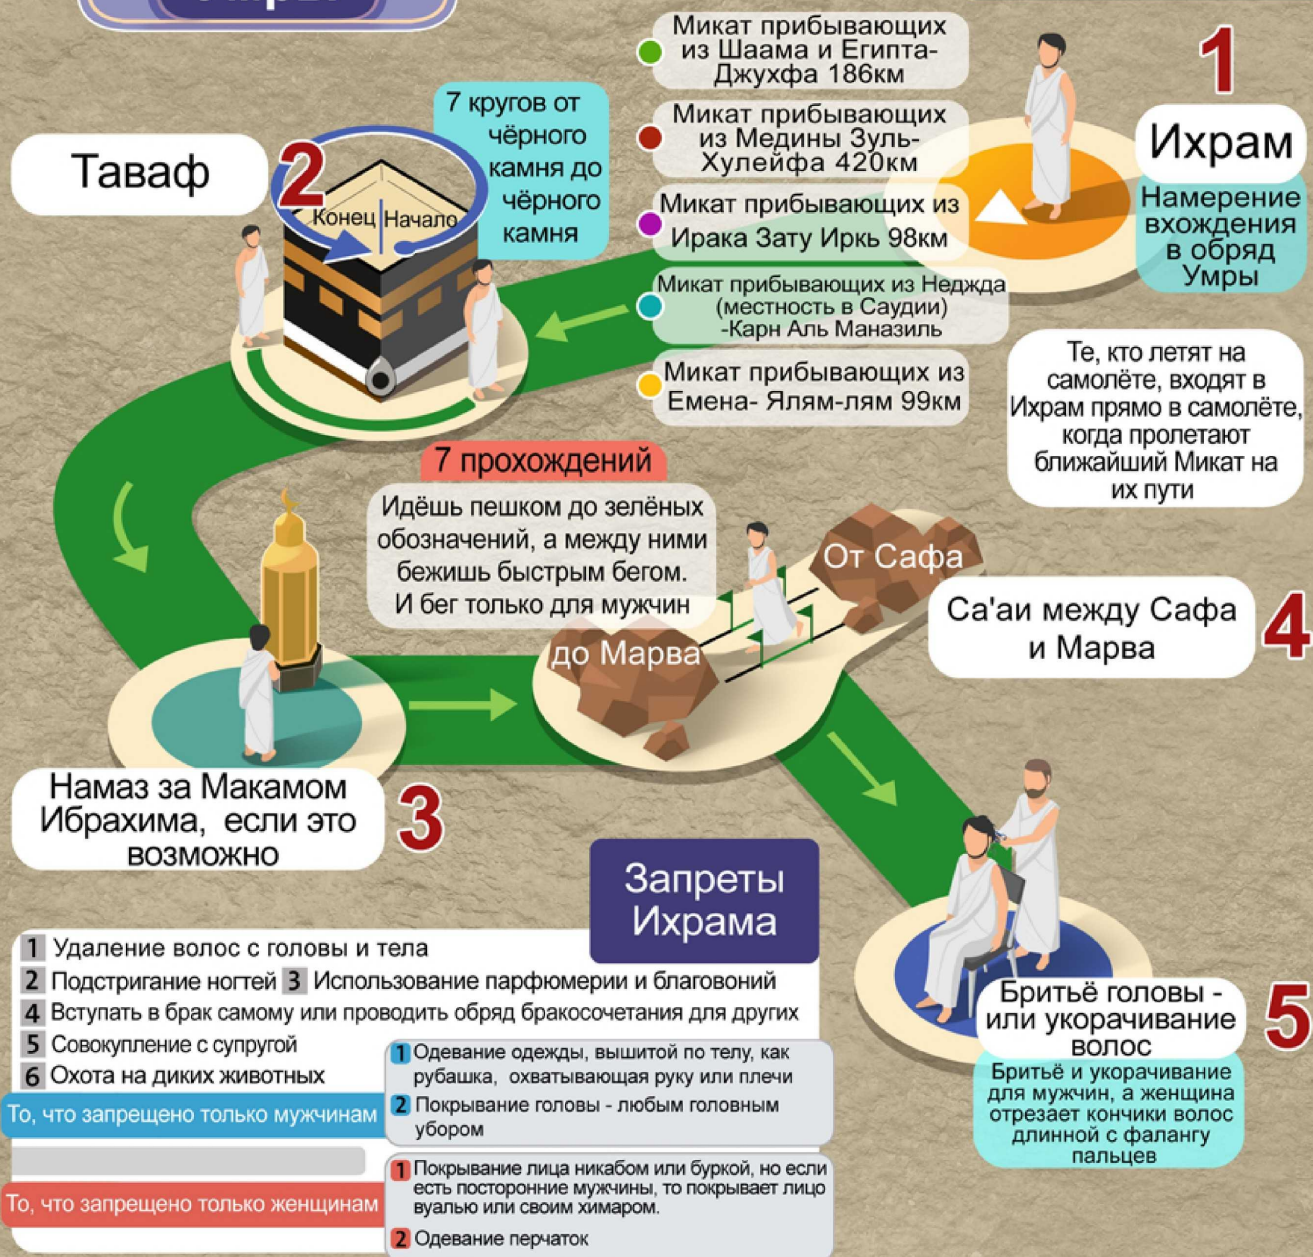 Микат прибывающих
из Шаама и Египта-
Джухфа 186км
Микат прибывающих
из Медины Зуль-
Хулейфа 420км
Микат прибывающих из
Ирака Зату Иркь 98км
Микат прибывающих из Неджда
(местность в Саудии)
-Карн Аль Маназиль
Микат прибывающих из
Емена- Ялям-лям 99км
1
Ихрам
Намерение
вхождения
в обряд
Умры
Те, кто летят на
самолёте, входят в
Ихрам прямо в самолёте,
когда пролетают
ближайший Микат на
их пути
Таваф
2
Конец Начало
7 кругов от
чёрного
камня до
чёрного
камня
7 прохождений
Идёшь пешком до зелёных
обозначений, а между ними
бежишь быстрым бегом.
И бег только для мужчин
От Сафа
до Марва
Са'аи между Сафа
и Марва
4
Намаз за Макамом
Ибрахима, если это
возможно
3
Запреты
Ихрама
1 Удаление волос с головы и тела
2 Подстригание ногтей 3 Использование парфюмерии и благовоний
4 Вступать в брак самому или проводить обряд бракосочетания для других
5 Совокупление с супругой
6 Охота на диких животных
То, что запрещено только мужчинам
1 Одевание одежды, вышитой по телу, как
рубашка, охватывающая руку или плечи
2 Покрывание головы - любым головным
убором
То, что запрещено только женщинам
1 Покрывание лица никабом или буркой, но если
есть посторонние мужчины, то покрывает лицо
вуалью или своим химаром.
2 Одевание перчаток
Бритьё головы -
или укорачивание
волос
5
Бритьё и укорачивание
для мужчин, а женщина
отрезает кончики волос
длинной с фалангу
пальцев